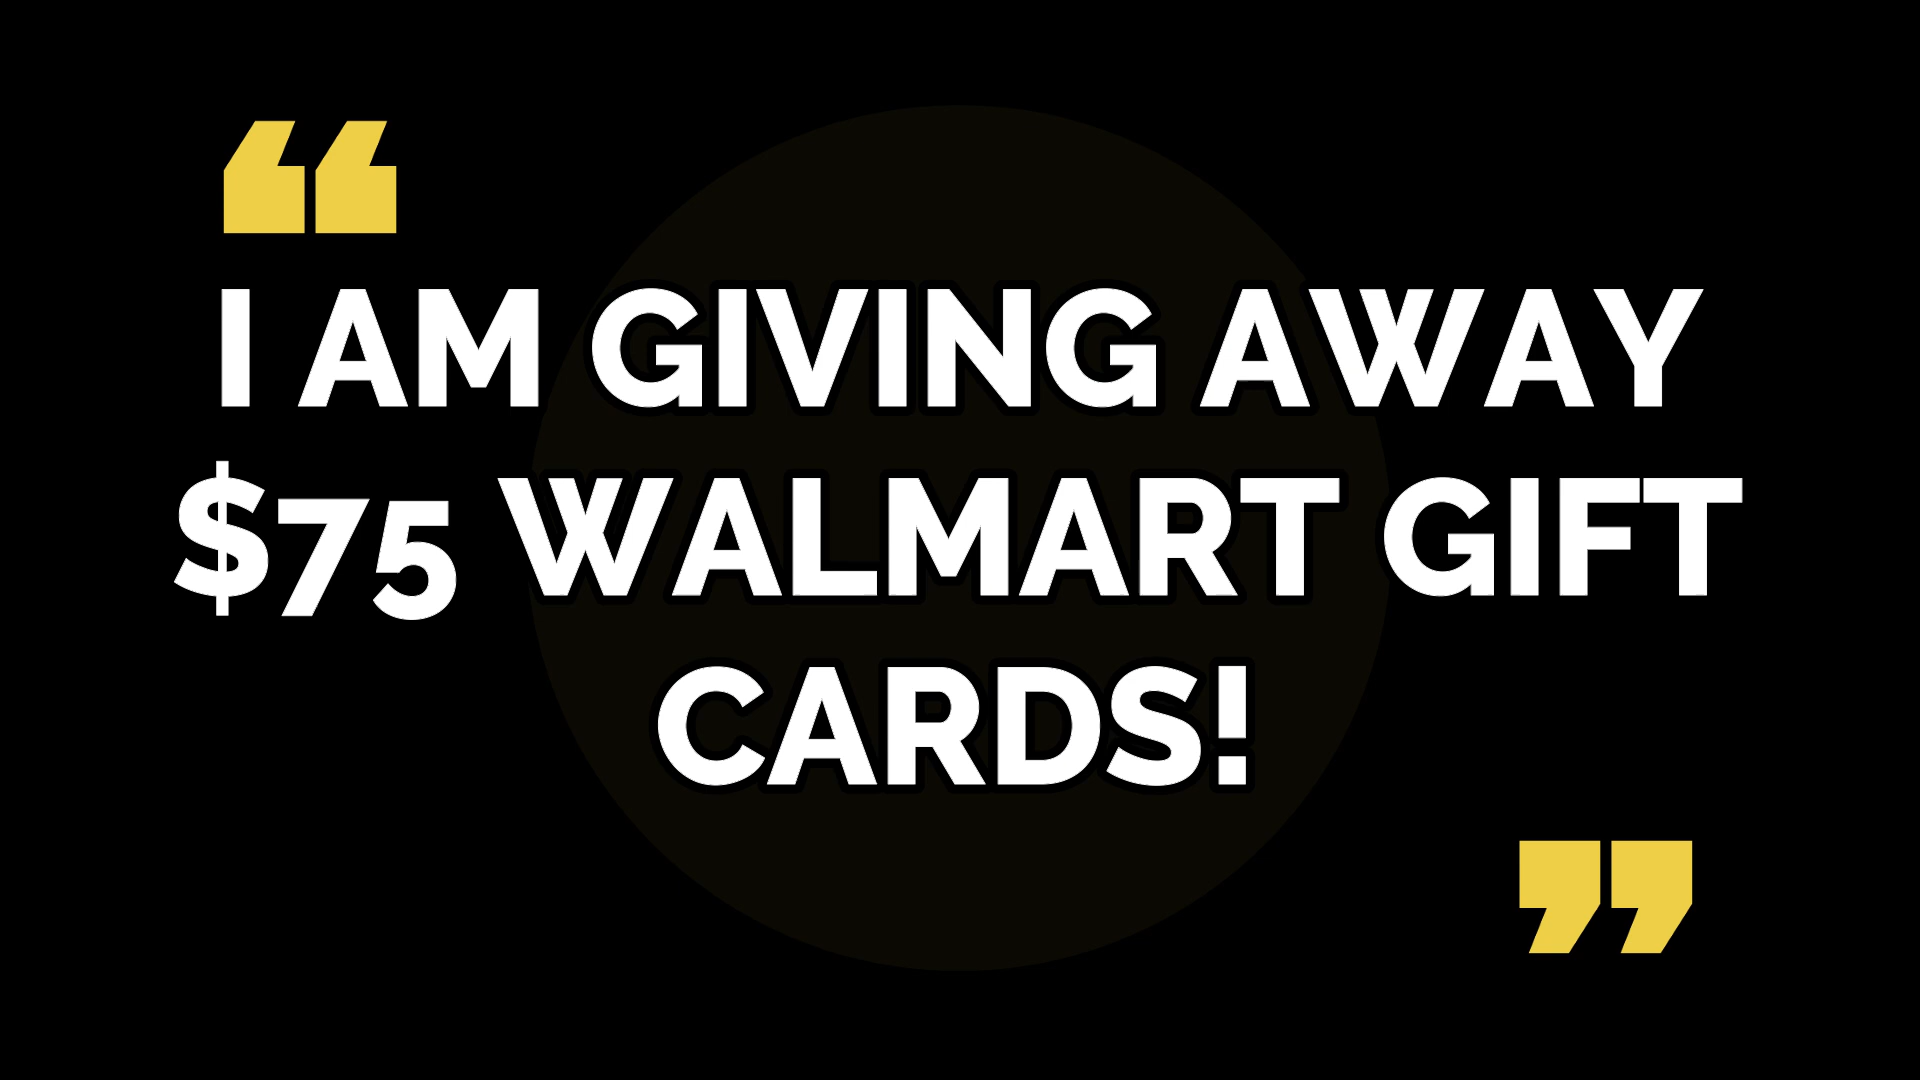 “
I AM GIVING AWAY
$75 WALMART GIFT
CARDS!
”